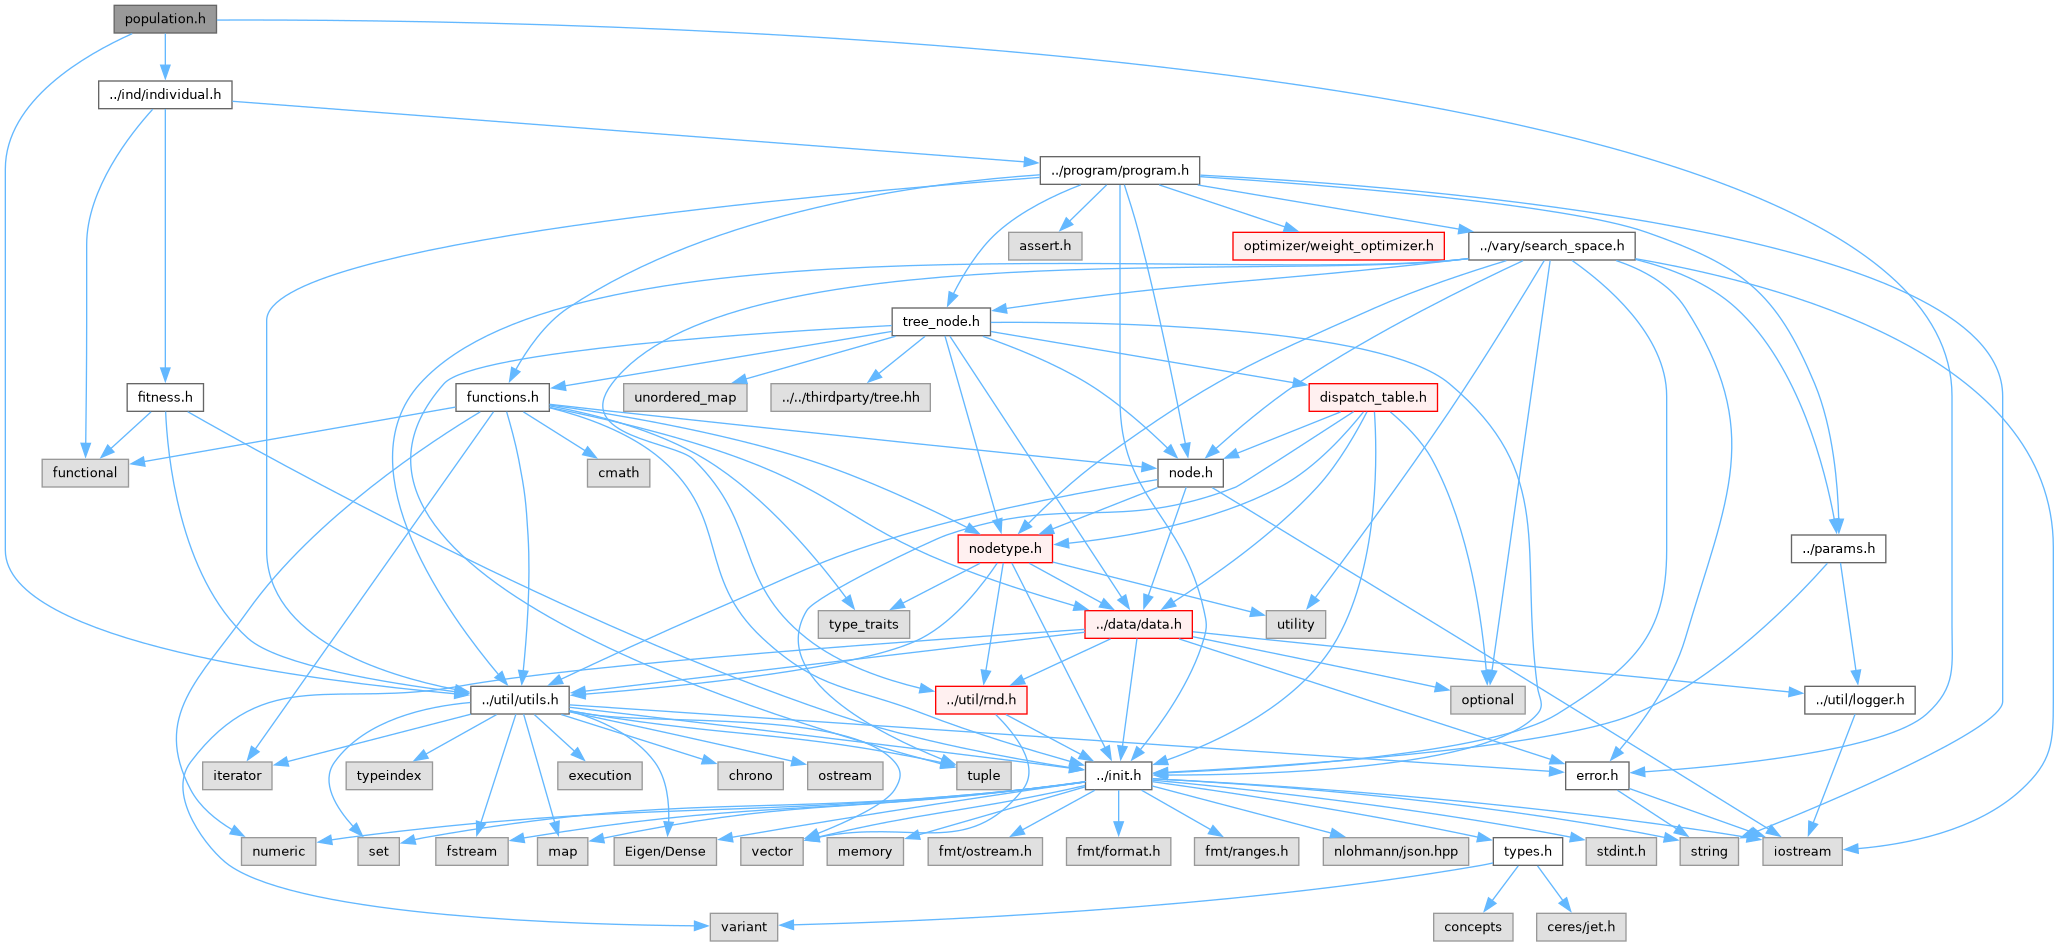 population.h
../ind/individual.h
../program/program.h
assert.h
optimizer/weight_optimizer.h
../vary/search_space.h
tree_node.h
fitness.h
functions.h
unordered_map
../../thirdparty/tree.hh
dispatch_table.h
functional
cmath
node.h
nodetype.h
../params.h
type_traits
../data/data.h
utility
../util/utils.h
../util/rnd.h
optional
../util/logger.h
iterator
typeindex
execution
chrono
ostream
tuple
../init.h
error.h
numeric
set
fstream
map
Eigen/Dense
vector
memory
fmt/ostream.h
fmt/format.h
fmt/ranges.h
nlohmann/json.hpp
types.h
stdint.h
string
iostream
variant
concepts
ceres/jet.h